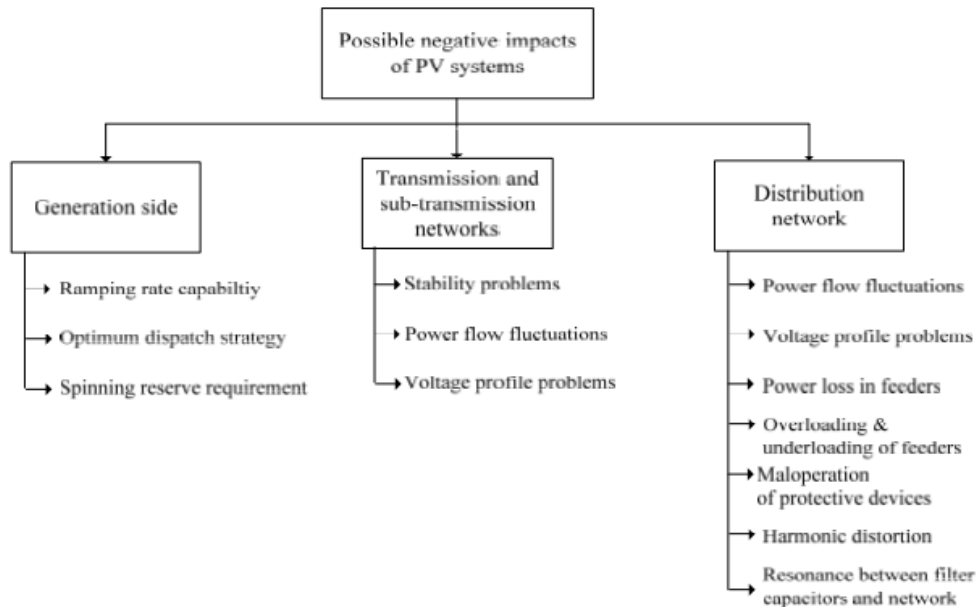 Possible negative impacts
of PV systems
Generation side
Transmission and
sub-transmission
networks
Distribution
network
Ramping rate capabiltiy
Optimum dispatch strategy
Spinning reserve requirement
Stability problems
Power flow fluctuations
Voltage profile problems
Power flow fluctuations
Voltage profile problems
Power loss in feeders
Overloading &
underloading of feeders
Maloperation
of protective devices
Harmonic distortion
Resonance between filter
capacitors and network